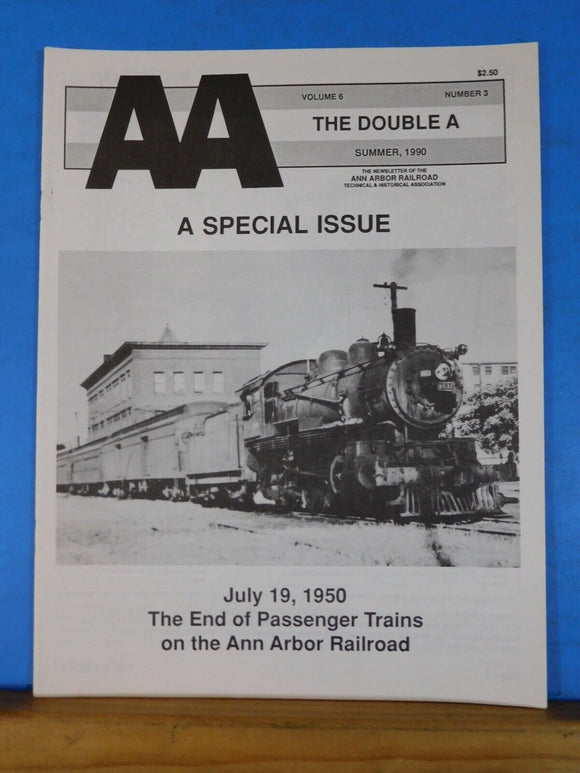 $2.50
AA
VOLUME 6
NUMBER 3
THE DOUBLE A
SUMMER, 1990
THE NEWSLETTER OF THE
ANN ARBOR RAILROAD
TECHNICAL & HISTORICAL ASSOCIATION
A SPECIAL ISSUE
July 19, 1950
The End of Passenger Trains
on the Ann Arbor Railroad